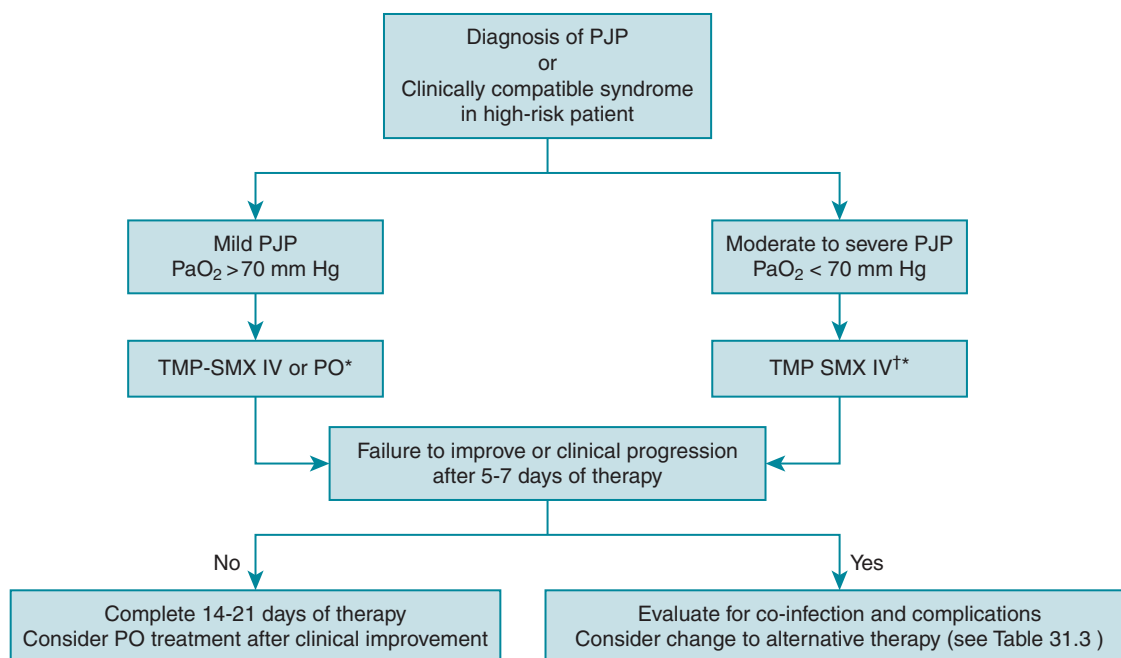 Diagnosis of PJP
or
Clinically compatible syndrome
in high-risk patient
Mild PJP
PaO₂ >70 mm Hg
Moderate to severe PJP
PaO₂ < 70 mm Hg
TMP-SMX IV or PO*
TMP SMX IV†*
Failure to improve or clinical progression
after 5-7 days of therapy
No
Yes
Complete 14-21 days of therapy
Consider PO treatment after clinical improvement
Evaluate for co-infection and complications
Consider change to alternative therapy (see Table 31.3 )